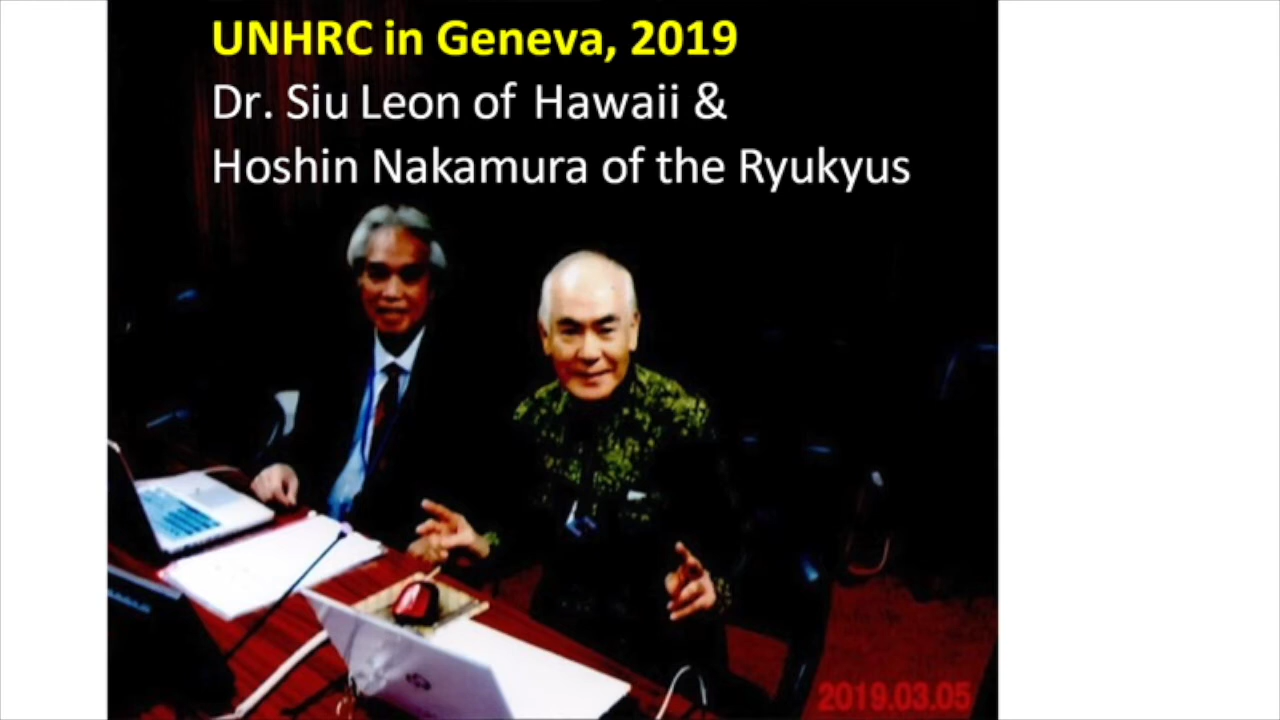 UNHRC in Geneva, 2019
Dr. Siu Leon of Hawaii &
Hoshin Nakamura of the Ryukyus
2019.03.05